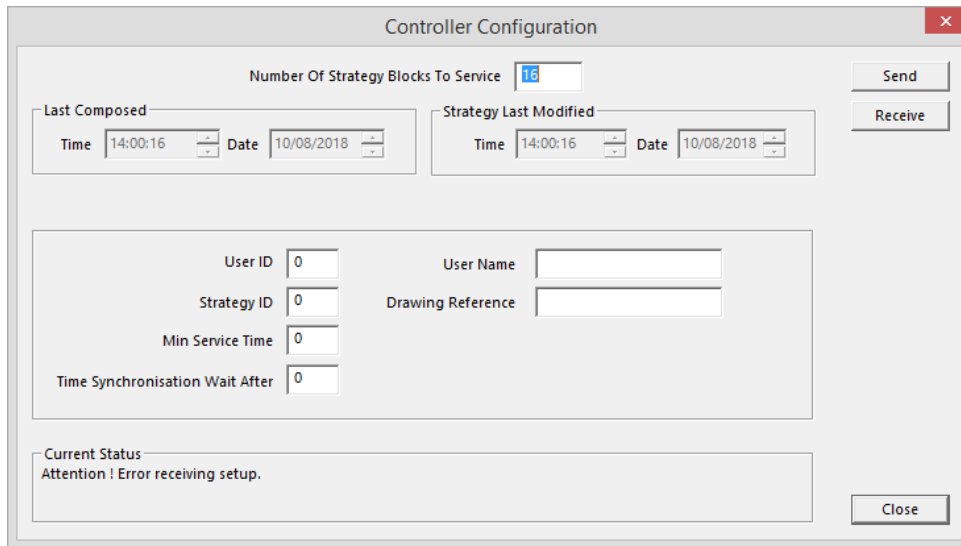 Controller Configuration
Number Of Strategy Blocks To Service 16
Send
Last Composed
Strategy Last Modified
Receive
Time 14:00:16 Date 10/08/2018
Time 14:00:16 Date 10/08/2018
User ID 0
User Name
Strategy ID 0
Drawing Reference
Min Service Time 0
Time Synchronisation Wait After 0
Current Status
Attention ! Error receiving setup.
Close